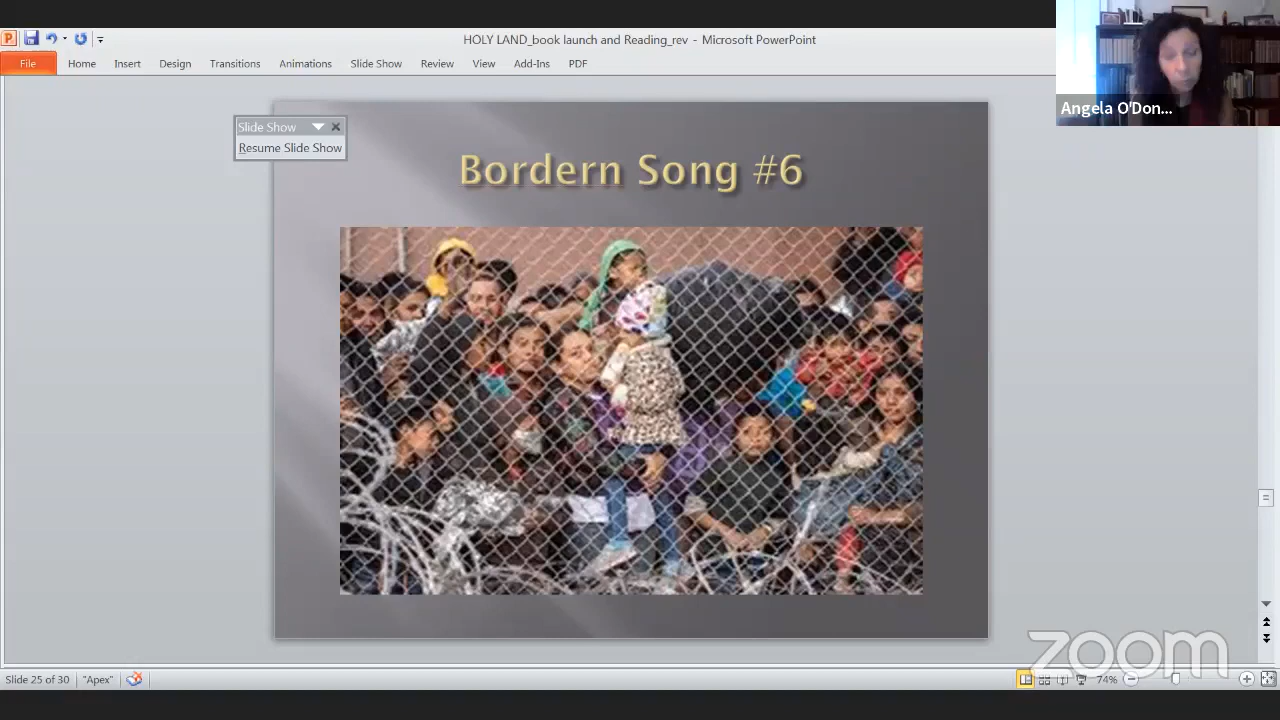 HOLY LAND_book launch and Reading_rev - Microsoft PowerPoint
File Home Insert Design Transitions Animations Slide Show Review View Add-Ins PDF
Angela O'Don...
Slide Show
Resume Slide Show
Bordern Song #6
zoom
Slide 25 of 30 "Apex" 74%